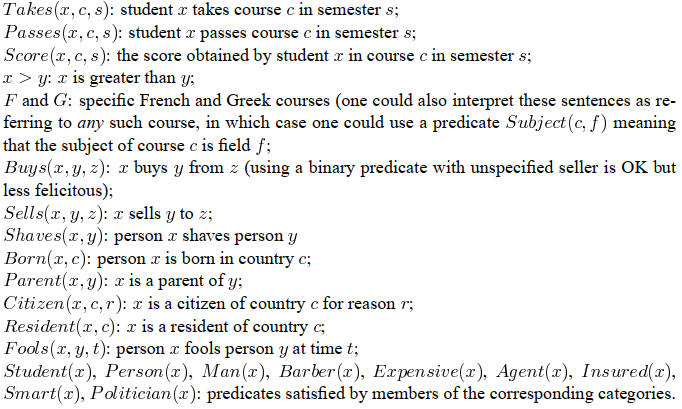 Takes(x, c, s): student x takes course c in semester s;
Passes(x, c, s): student x passes course c in semester s;
Score(x, c, s): the score obtained by student x in course c in semester s;
x > y: x is greater than y;
F and G: specific French and Greek courses (one could also interpret these sentences as re-
ferring to any such course, in which case one could use a predicate Subject(c, f) meaning
that the subject of course c is field f;
Buys(x, y, z): x buys y from z (using a binary predicate with unspecified seller is OK but
less felicitous);
Sells(x, y, z): x sells y to z;
Shaves(x, y): person x shaves person y
Born(x, c): person x is born in country c;
Parent(x, y): x is a parent of y;
Citizen(x, c, r): x is a citizen of country c for reason r;
Resident(x, c): x is a resident of country c;
Fools(x, y, t): person x fools person y at time t;
Student(x), Person(x), Man(x), Barber(x), Expensive(x), Agent(x), Insured(x),
Smart(x), Politician(x): predicates satisfied by members of the corresponding categories.